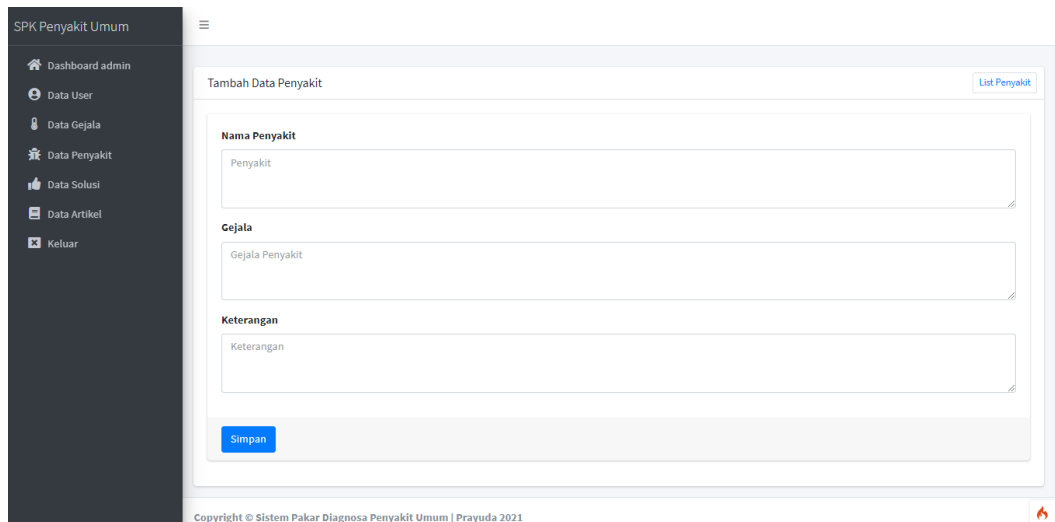 SPK Penyakit Umum
Dashboard admin
Data User
Data Gejala
Data Penyakit
Data Solusi
Data Artikel
Keluar
Tambah Data Penyakit
List Penyakit
Nama Penyakit
Penyakit
Gejala
Gejala Penyakit
Keterangan
Keterangan
Simpan
Copyright © Sistem Pakar Diagnosa Penyakit Umum | Prayuda 2021